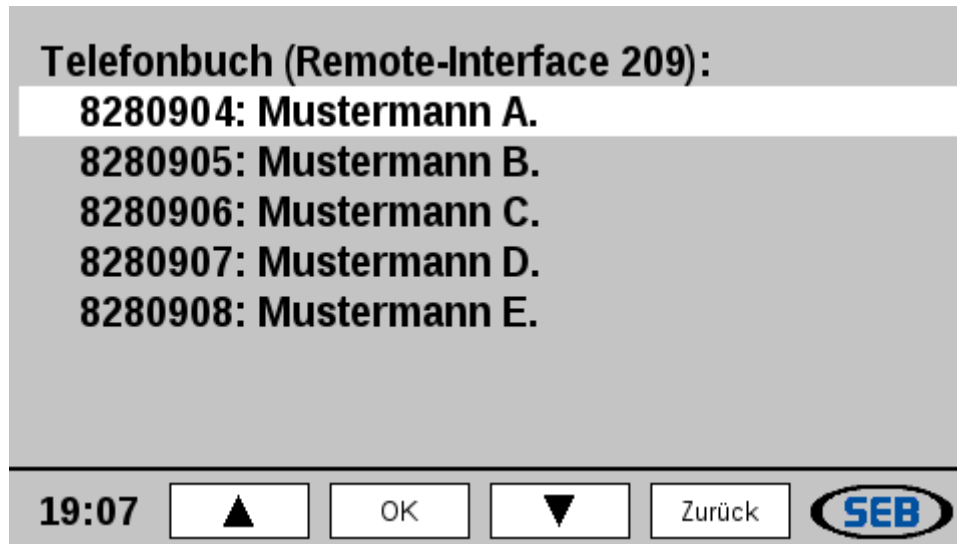 Telefonbuch (Remote-Interface 209):
8280904: Mustermann A.
8280905: Mustermann B.
8280906: Mustermann C.
8280907: Mustermann D.
8280908: Mustermann E.
19:07 ▲ OK ▼ Zurück SEB